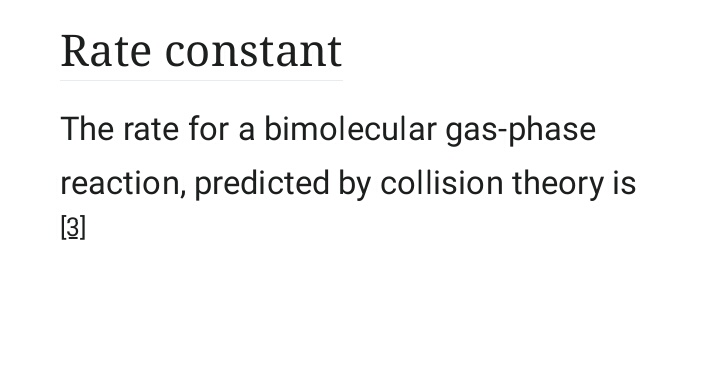 Rate constant
The rate for a bimolecular gas-phase
reaction, predicted by collision theory is
[3]